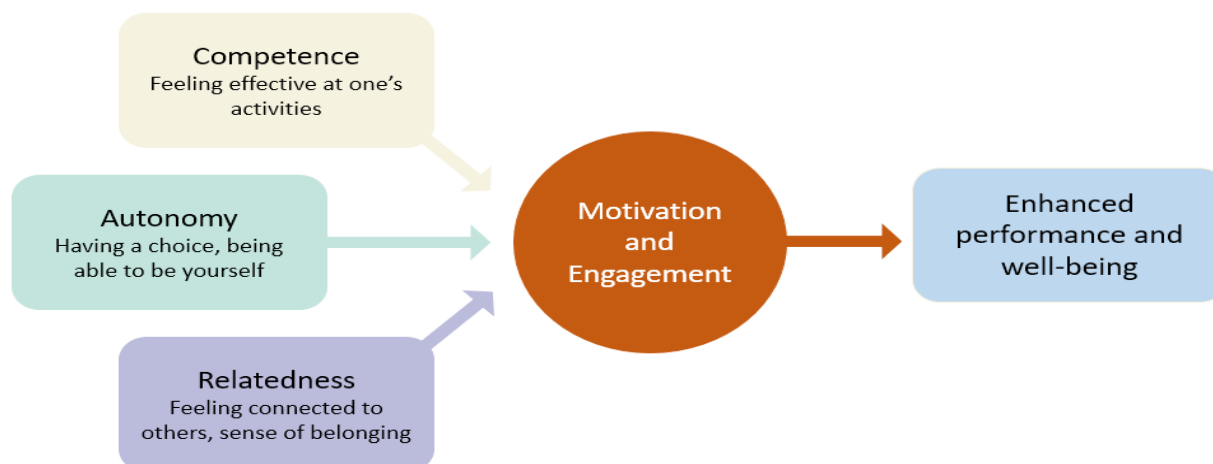 Competence
Feeling effective at one’s
activities
Autonomy
Having a choice, being
able to be yourself
Relatedness
Feeling connected to
others, sense of belonging
Motivation
and
Engagement
Enhanced
performance and
well-being